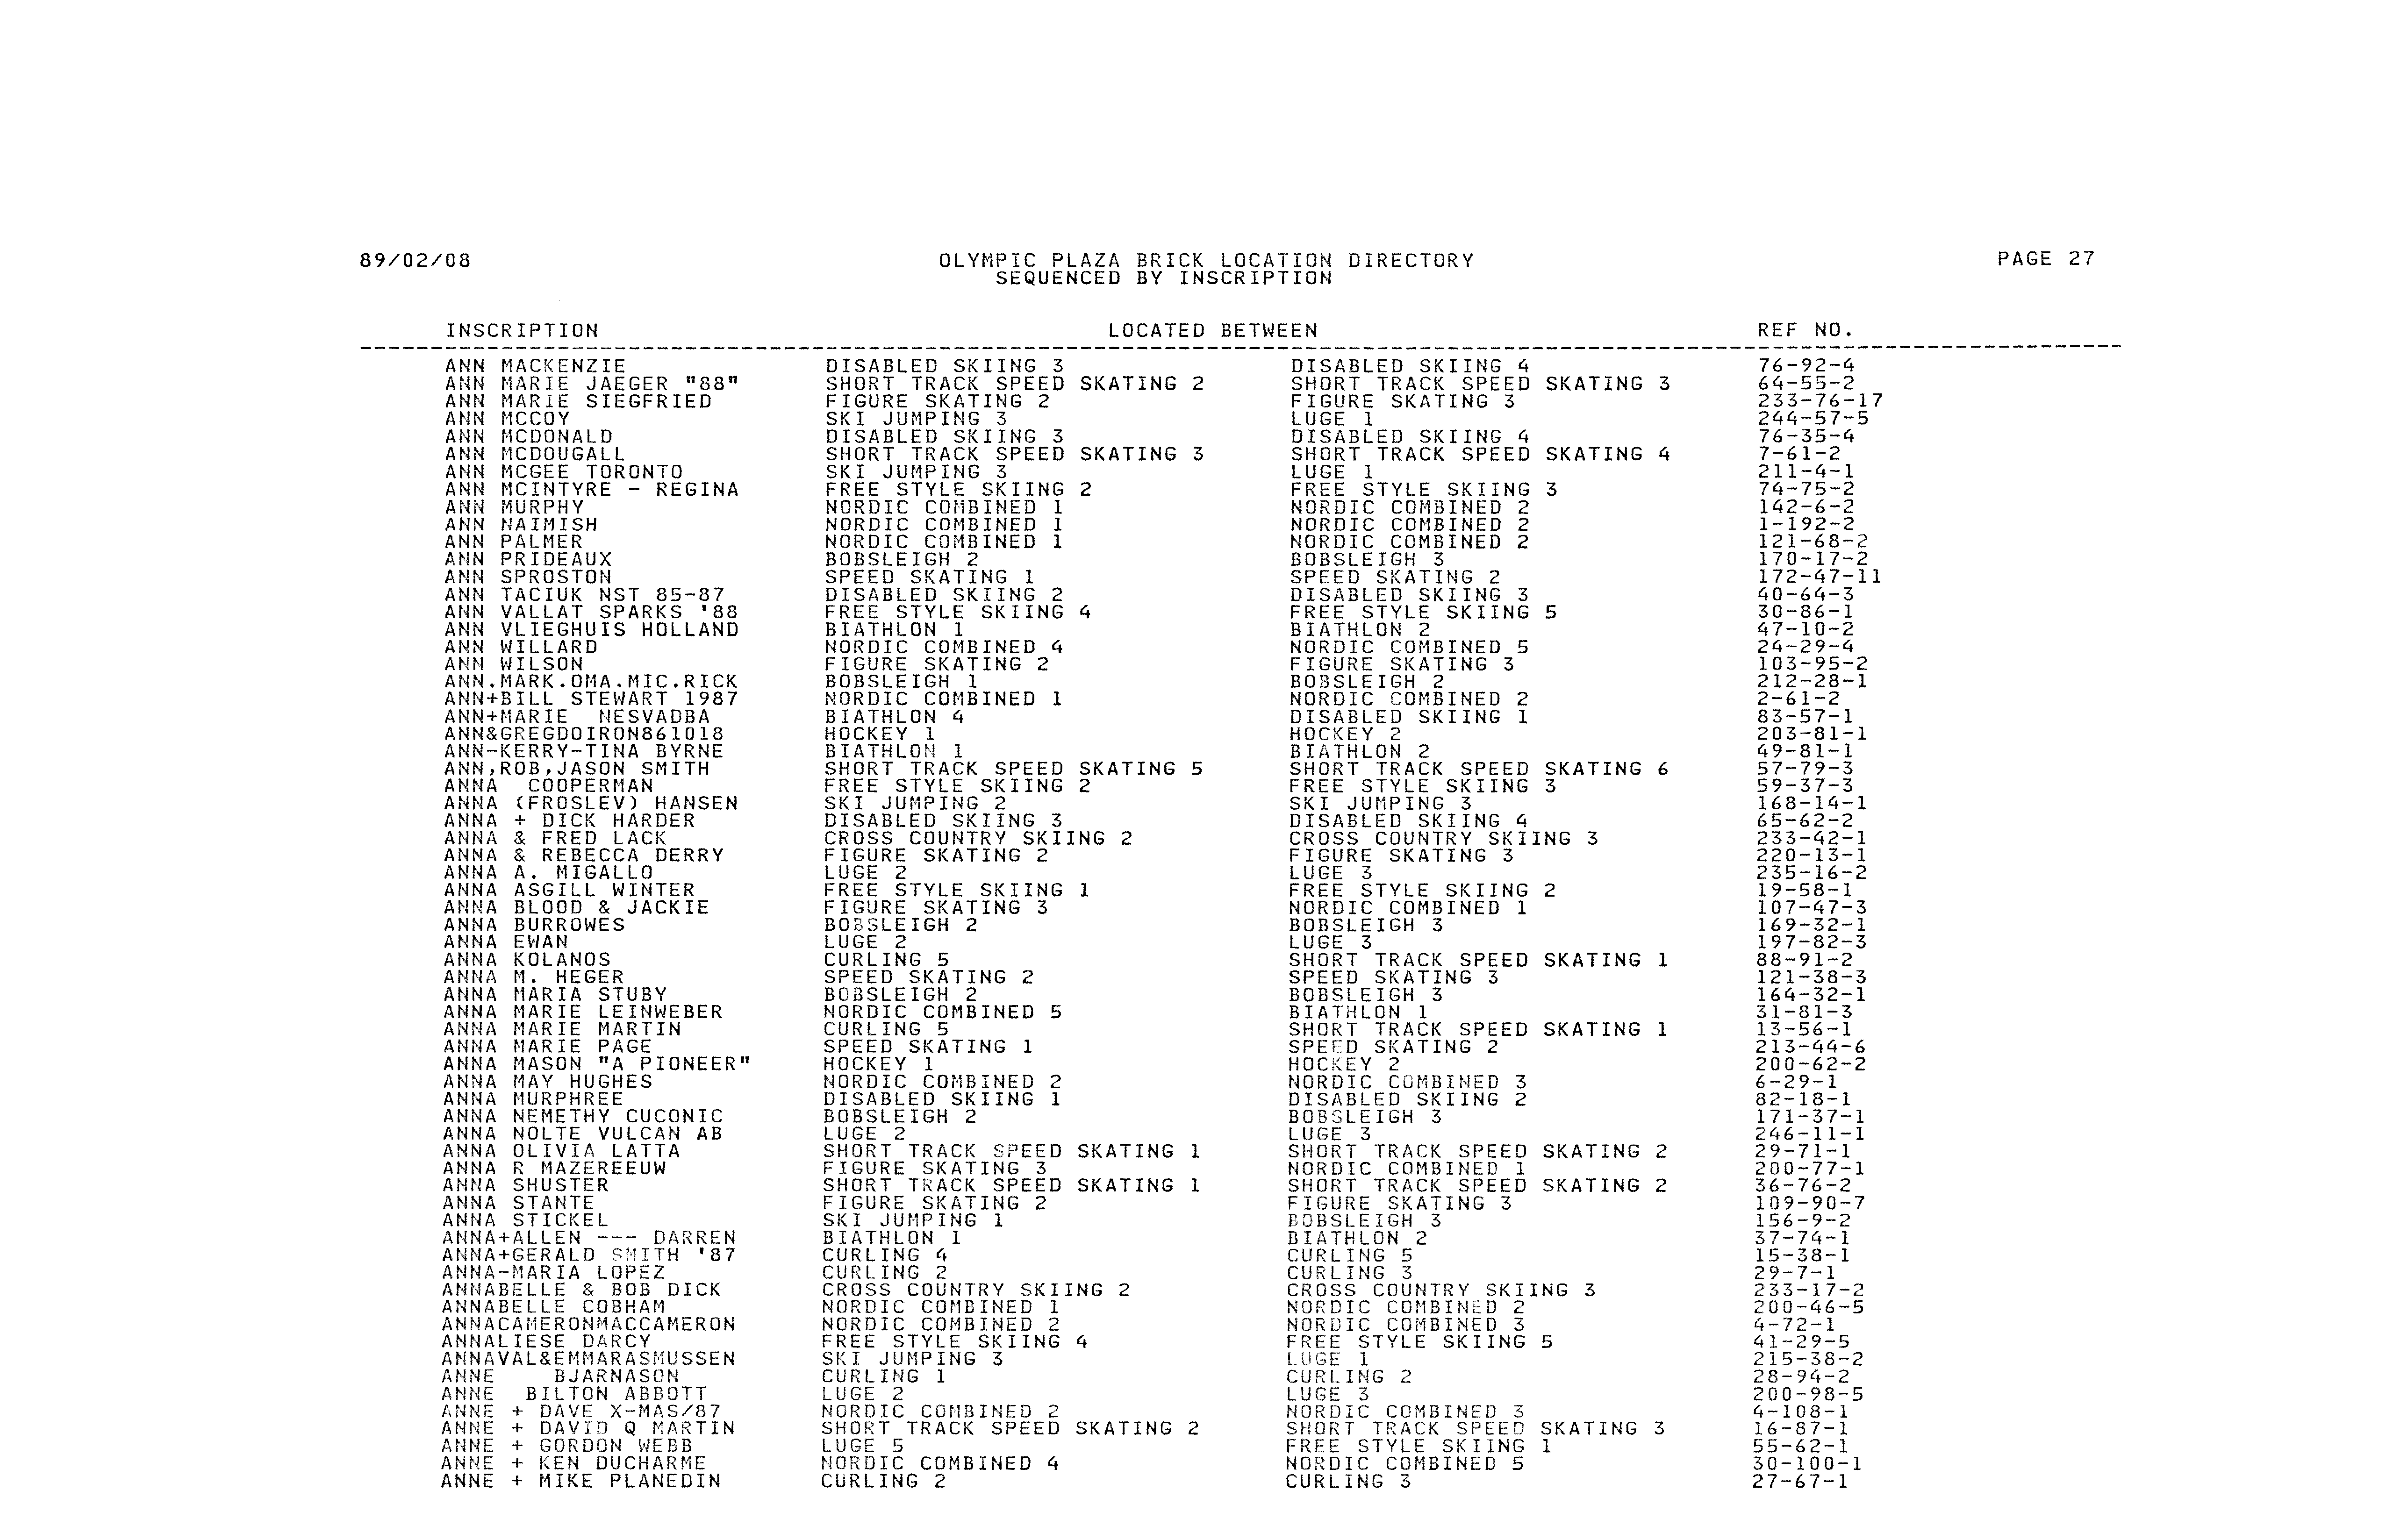 89/02/08 OLYMPIC PLAZA BRICK LOCATION DIRECTORY PAGE 27
SEQUENCED BY INSCRIPTION
INSCRIPTION LOCATED BETWEEN REF NO.
ANN MACKENZIE DISABLED SKIING 3 DISABLED SKIING 4 76-92-4
ANN MARIE JAEGER "88" SHORT TRACK SPEED SKATING 2 SHORT TRACK SPEED SKATING 3 64-55-2
ANN MARIE SIEGFRIED FIGURE SKATING 2 FIGURE SKATING 3 233-76-17
ANN MCCOY SKI JUMPING 3 LUGE 1 244-57-5
ANN MCDONALD DISABLED SKIING 3 DISABLED SKIING 4 76-35-4
ANN MCDOUGALL SHORT TRACK SPEED SKATING 3 SHORT TRACK SPEED SKATING 4 7-61-2
ANN MCGEE TORONTO SKI JUMPING 3 LUGE 1 211-4-1
ANN MCINTYRE - REGINA FREE STYLE SKIING 2 FREE STYLE SKIING 3 74-75-2
ANN MURPHY NORDIC COMBINED 1 NORDIC COMBINED 2 142-6-2
ANN NAIMISH NORDIC COMBINED 1 NORDIC COMBINED 2 1-192-2
ANN PALMER NORDIC COMBINED 1 NORDIC COMBINED 2 121-68-2
ANN PRIDEAUX BOBSLEIGH 2 BOBSLEIGH 3 170-17-2
ANN SPROSTON SPEED SKATING 1 SPEED SKATING 2 172-47-11
ANN TACIUK NST 85-87 DISABLED SKIING 2 DISABLED SKIING 3 40-64-3
ANN VALLAT SPARKS '88 FREE STYLE SKIING 4 FREE STYLE SKIING 5 30-86-1
ANN VLIEGHUIS HOLLAND BIATHLON 1 BIATHLON 2 47-10-2
ANN WILLARD NORDIC COMBINED 4 NORDIC COMBINED 5 24-29-4
ANN WILSON FIGURE SKATING 2 FIGURE SKATING 3 103-95-2
ANN.MARK.OMA.MIC.RICK BOBSLEIGH 1 BOBSLEIGH 2 212-28-1
ANN+BILL STEWART 1987 NORDIC COMBINED 1 NORDIC COMBINED 2 2-61-2
ANN+MARIE  NESVADBA BIATHLON 4 DISABLED SKIING 1 83-57-1
ANN&GREGDOIRON861018 HOCKEY 1 HOCKEY 2 203-81-1
ANN-KERRY-TINA BYRNE BIATHLON 1 BIATHLON 2 49-81-1
ANN,ROB,JASON SMITH SHORT TRACK SPEED SKATING 5 SHORT TRACK SPEED SKATING 6 57-79-3
ANNA  COOPERMAN FREE STYLE SKIING 2 FREE STYLE SKIING 3 59-37-3
ANNA (FROSLEV) HANSEN SKI JUMPING 2 SKI JUMPING 3 168-14-1
ANNA + DICK HARDER DISABLED SKIING 3 DISABLED SKIING 4 65-62-2
ANNA & FRED LACK CROSS COUNTRY SKIING 2 CROSS COUNTRY SKIING 3 233-42-1
ANNA & REBECCA DERRY FIGURE SKATING 2 FIGURE SKATING 3 220-13-1
ANNA A. MIGALLO LUGE 2 LUGE 3 235-16-2
ANNA ASGILL WINTER FREE STYLE SKIING 1 FREE STYLE SKIING 2 19-58-1
ANNA BLOOD & JACKIE FIGURE SKATING 3 NORDIC COMBINED 1 107-47-3
ANNA BURROWES BOBSLEIGH 2 BOBSLEIGH 3 169-32-1
ANNA EWAN LUGE 2 LUGE 3 197-82-3
ANNA KOLANOS CURLING 5 SHORT TRACK SPEED SKATING 1 88-91-2
ANNA M. HEGER SPEED SKATING 2 SPEED SKATING 3 121-38-3
ANNA MARIA STUBY BOBSLEIGH 2 BOBSLEIGH 3 164-32-1
ANNA MARIE LEINWEBER NORDIC COMBINED 5 BIATHLON 1 31-81-3
ANNA MARIE MARTIN CURLING 5 SHORT TRACK SPEED SKATING 1 13-56-1
ANNA MARIE PAGE SPEED SKATING 1 SPEED SKATING 2 213-44-6
ANNA MASON "A PIONEER" HOCKEY 1 HOCKEY 2 200-62-2
ANNA MAY HUGHES NORDIC COMBINED 2 NORDIC COMBINED 3 6-29-1
ANNA MURPHREE DISABLED SKIING 1 DISABLED SKIING 2 82-18-1
ANNA NEMETHY CUCONIC BOBSLEIGH 2 BOBSLEIGH 3 171-37-1
ANNA NOLTE VULCAN AB LUGE 2 LUGE 3 246-11-1
ANNA OLIVIA LATTA SHORT TRACK SPEED SKATING 1 SHORT TRACK SPEED SKATING 2 29-71-1
ANNA R MAZEREEUW FIGURE SKATING 3 NORDIC COMBINED 1 200-77-1
ANNA SHUSTER SHORT TRACK SPEED SKATING 1 SHORT TRACK SPEED SKATING 2 36-76-2
ANNA STANTE FIGURE SKATING 2 FIGURE SKATING 3 109-90-7
ANNA STICKEL SKI JUMPING 1 BOBSLEIGH 3 156-9-2
ANNA+ALLEN --- DARREN BIATHLON 1 BIATHLON 2 37-74-1
ANNA+GERALD SMITH '87 CURLING 4 CURLING 5 15-38-1
ANNA-MARIA LOPEZ CURLING 2 CURLING 3 29-7-1
ANNABELLE & BOB DICK CROSS COUNTRY SKIING 2 CROSS COUNTRY SKIING 3 233-17-2
ANNABELLE COBHAM NORDIC COMBINED 1 NORDIC COMBINED 2 200-46-5
ANNACAMERONMACCAMERON NORDIC COMBINED 2 NORDIC COMBINED 3 4-72-1
ANNALIESE DARCY FREE STYLE SKIING 4 FREE STYLE SKIING 5 41-29-5
ANNAVAL&EMMARASMUSSEN SKI JUMPING 3 LUGE 1 215-38-2
ANNE    BJARNASON CURLING 1 CURLING 2 28-94-2
ANNE  BILTON ABBOTT LUGE 2 LUGE 3 200-98-5
ANNE + DAVE X-MAS/87 NORDIC COMBINED 2 NORDIC COMBINED 3 4-108-1
ANNE + DAVID Q MARTIN SHORT TRACK SPEED SKATING 2 SHORT TRACK SPEED SKATING 3 16-87-1
ANNE + GORDON WEBB LUGE 5 FREE STYLE SKIING 1 55-62-1
ANNE + KEN DUCHARME NORDIC COMBINED 4 NORDIC COMBINED 5 30-100-1
ANNE + MIKE PLANEDIN CURLING 2 CURLING 3 27-67-1